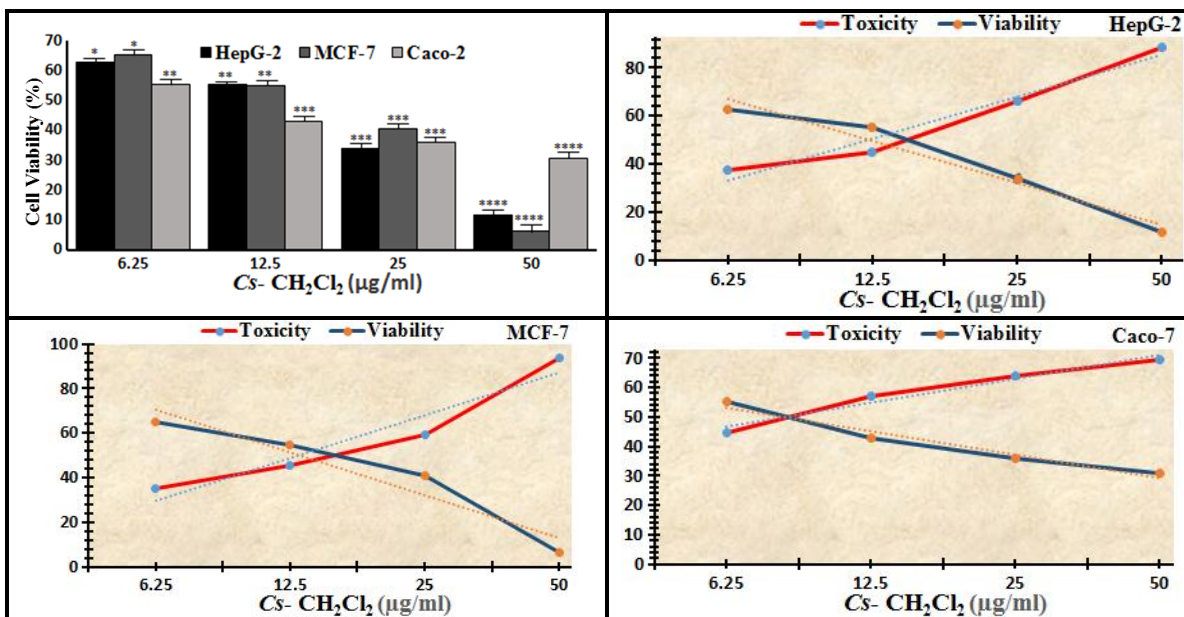 Cell Viability (%)
70
60
50
40
30
20
10
0
HepG-2 MCF-7 Caco-2
* * **
** ** ***
*** *** ***
**** **** ****
6.25 12.5 25 50
Cs- CH₂Cl₂ (µg/ml)
Toxicity Viability HepG-2
80
60
40
20
0
6.25 12.5 25 50
Cs- CH₂Cl₂ (µg/ml)
Toxicity Viability MCF-7
100
80
60
40
20
0
6.25 12.5 25 50
Cs- CH₂Cl₂ (µg/ml)
Toxicity Viability Caco-7
70
60
50
40
30
20
10
0
6.25 12.5 25 50
Cs- CH₂Cl₂ (µg/ml)